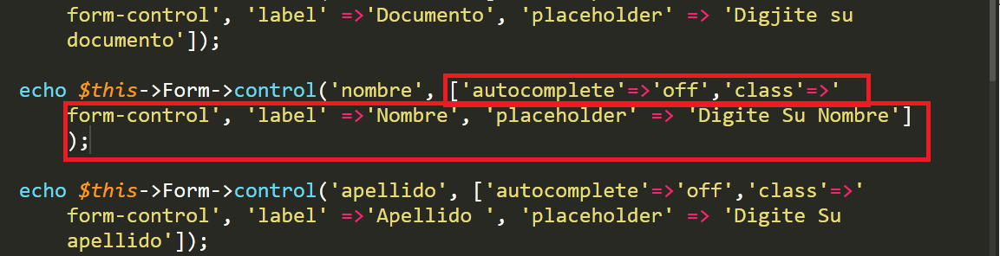 form-control', 'label' =>'Documento', 'placeholder' => 'Digjite su
documento']);
echo $this->Form->control('nombre', ['autocomplete'=>'off','class'=>'
form-control', 'label' =>'Nombre', 'placeholder' => 'Digite Su Nombre']
);
echo $this->Form->control('apellido', ['autocomplete'=>'off','class'=>'
form-control', 'label' =>'Apellido ', 'placeholder' => 'Digite Su
apellido']);